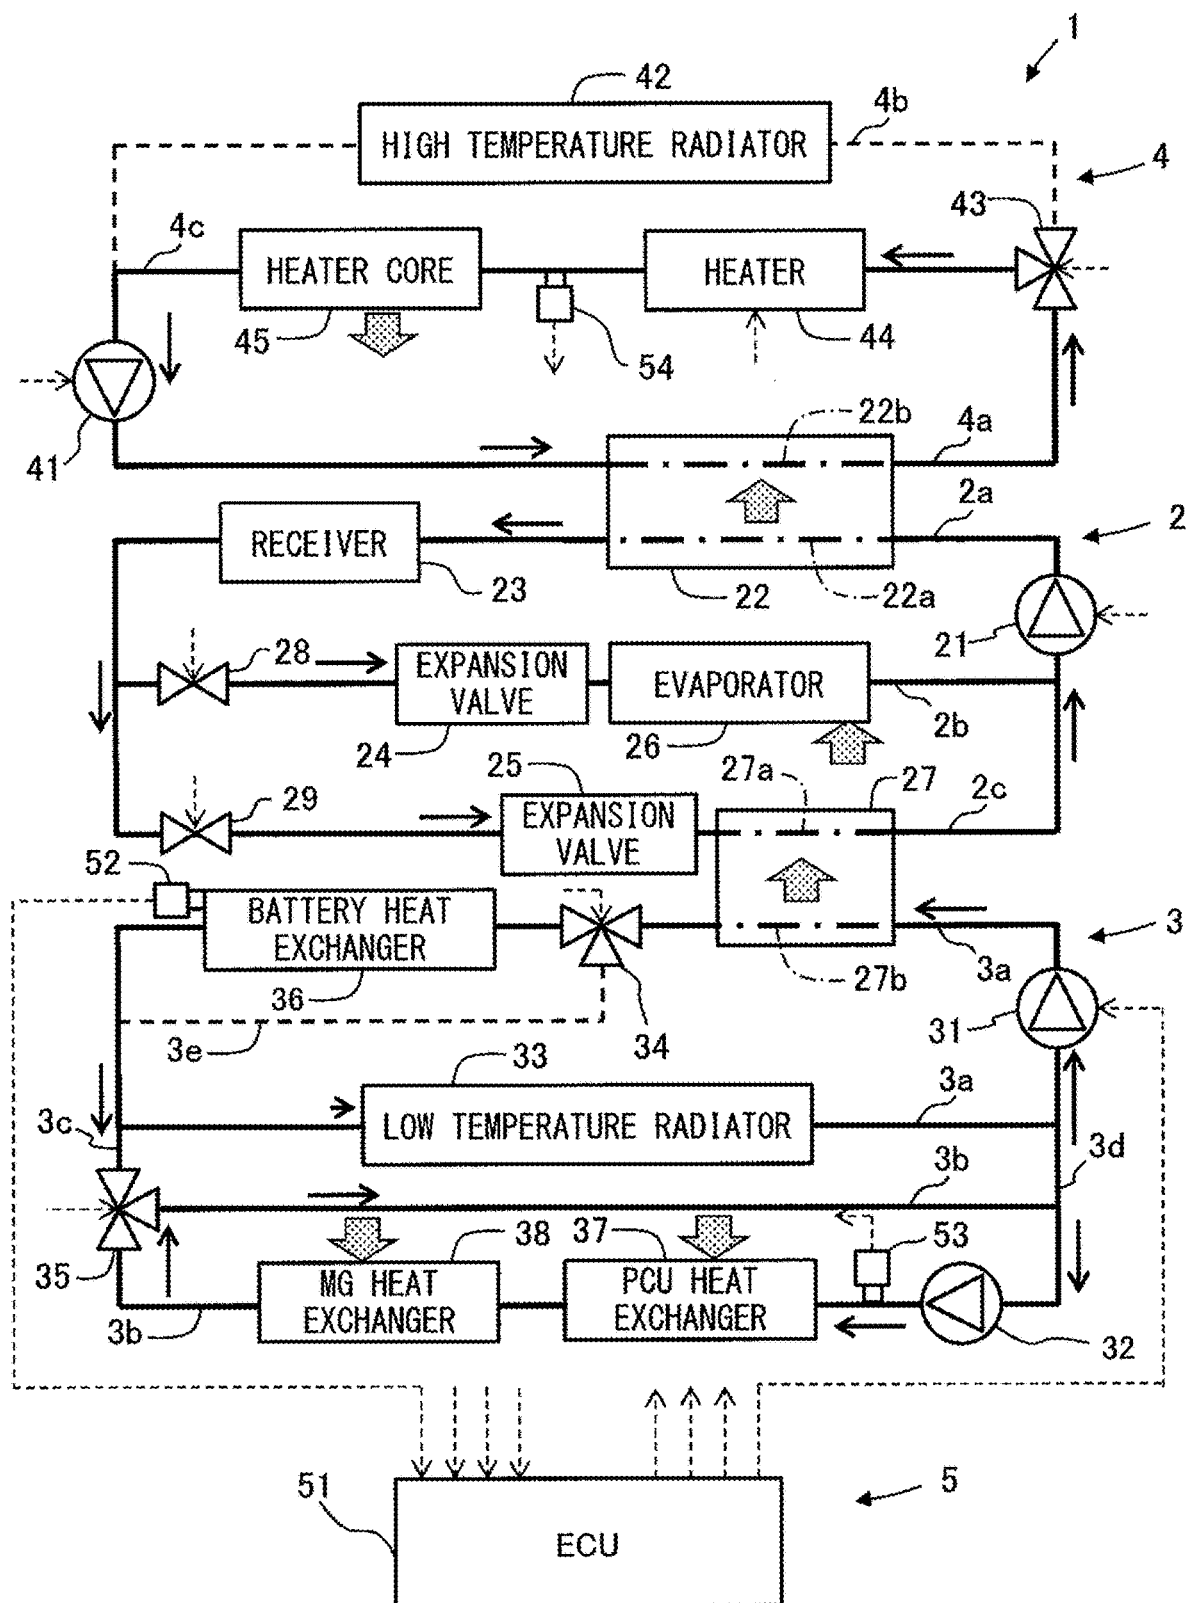 1
42
4b
HIGH TEMPERATURE RADIATOR
4
43
4c
HEATER CORE
HEATER
45
54
44
41
22b
4a
2a
2
RECEIVER
23
22
22a
21
28
EXPANSION
VALVE
EVAPORATOR
24
26
2b
25
27a
27
2c
29
EXPANSION
VALVE
52
BATTERY HEAT
EXCHANGER
3
3a
36
27b
31
3e
34
33
3a
3c
LOW TEMPERATURE RADIATOR
3d
3b
38
37
53
35
MG HEAT
EXCHANGER
PCU HEAT
EXCHANGER
3b
32
51
5
ECU